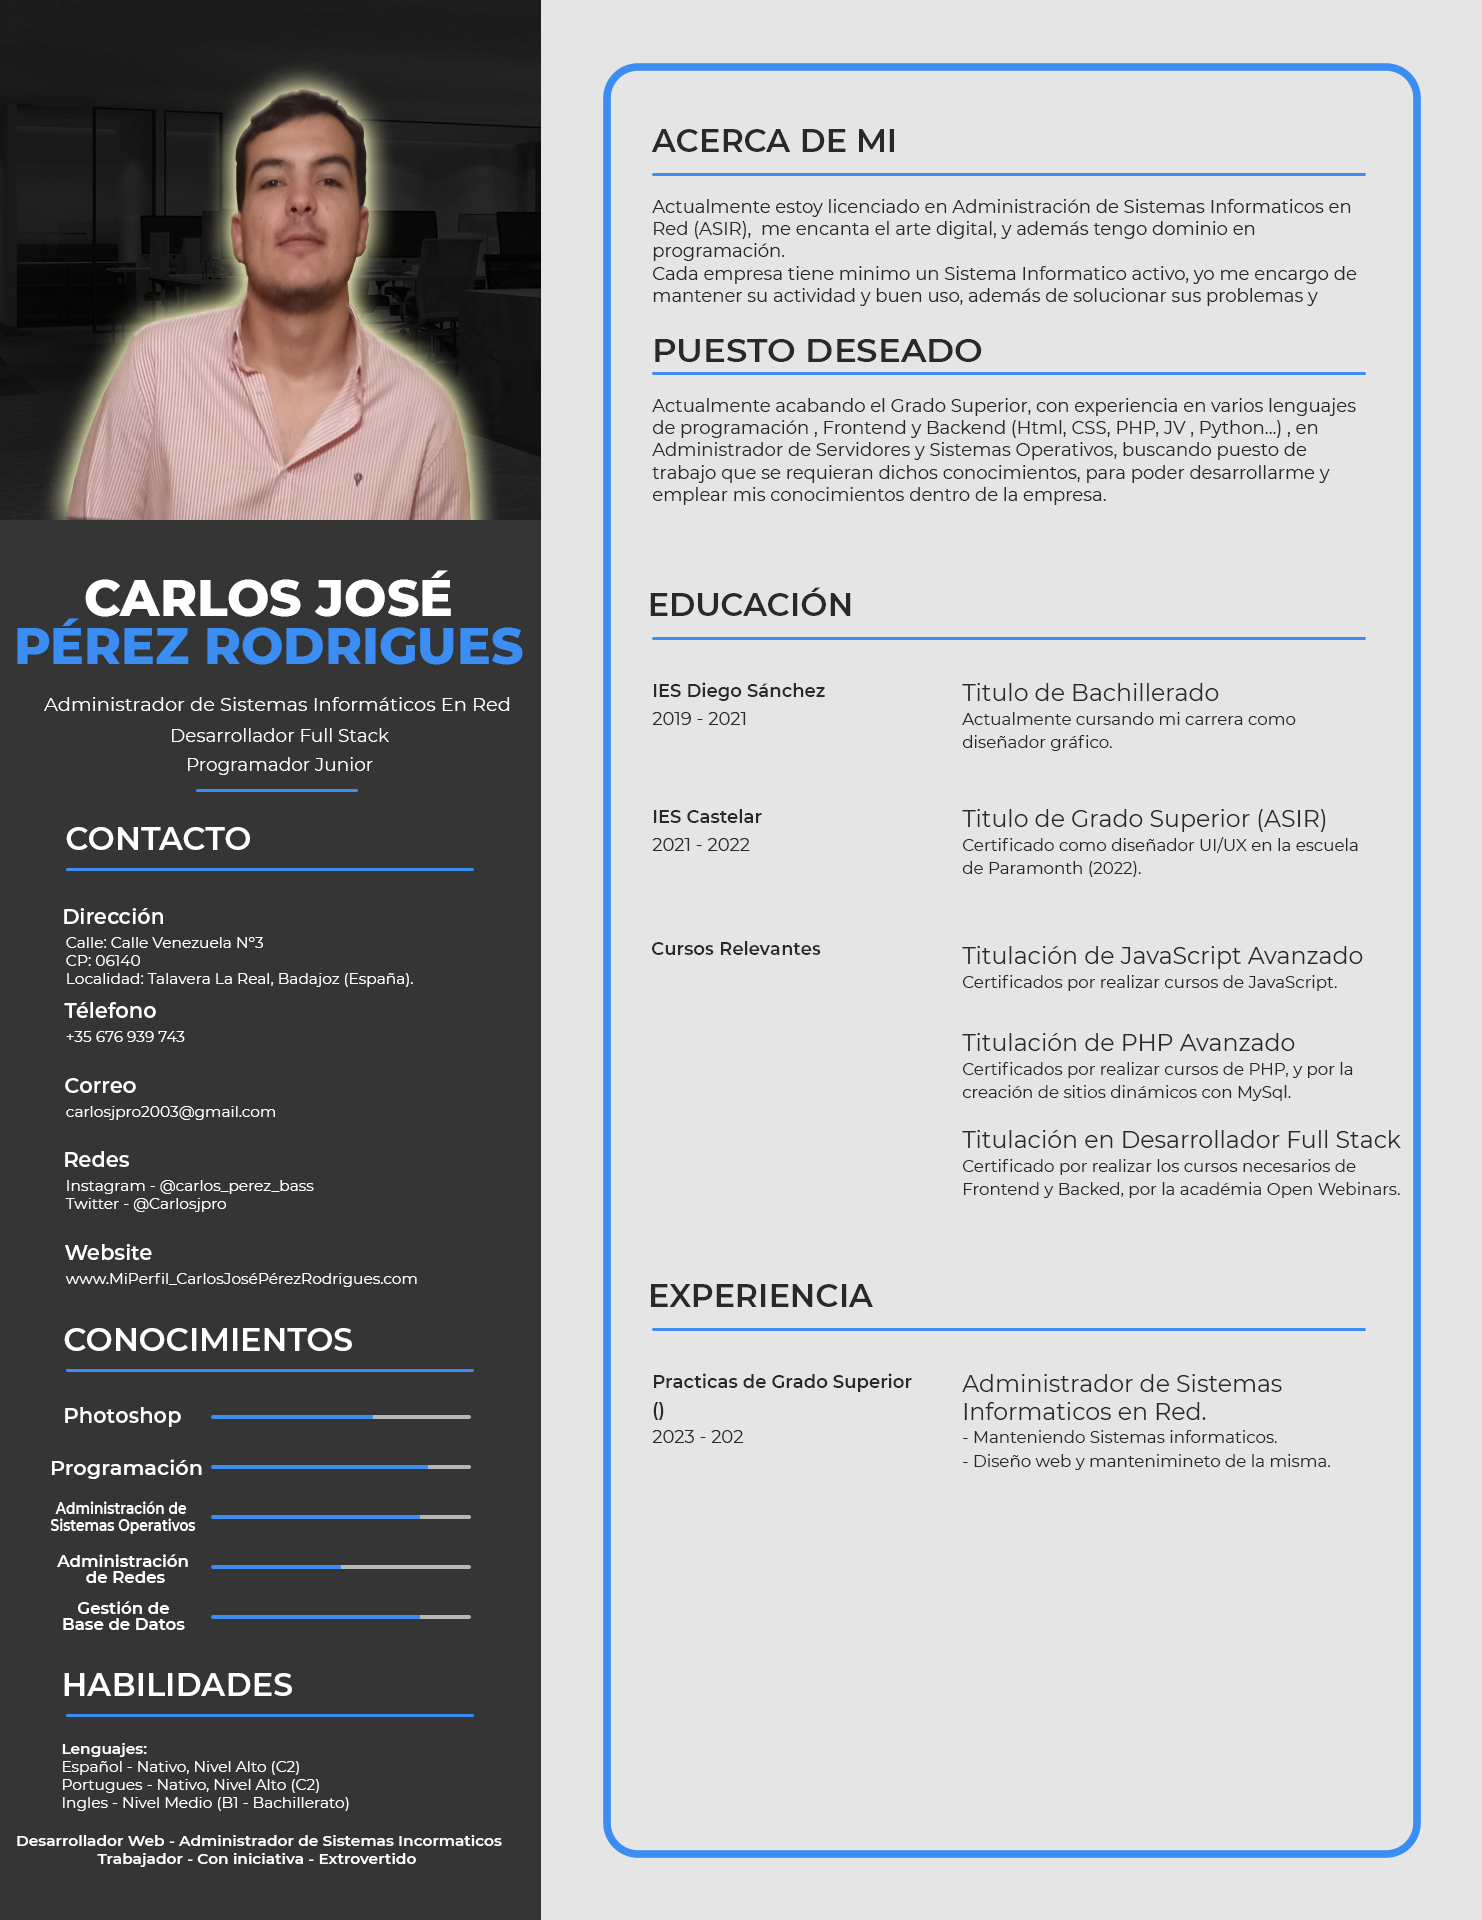 CARLOS JOSÉ
PÉREZ RODRIGUES
Administrador de Sistemas Informáticos En Red
Desarrollador Full Stack
Programador Junior
CONTACTO
Dirección
Calle: Calle Venezuela Nº3
CP: 06140
Localidad: Talavera La Real, Badajoz (España).
Télefono
+35 676 939 743
Correo
carlosjpro2003@gmail.com
Redes
Instagram - @carlos_perez_bass
Twitter - @Carlosjpro
Website
www.MiPerfil_CarlosJoséPérezRodrigues.com
CONOCIMIENTOS
Photoshop
Programación
Administración de
Sistemas Operativos
Administración
de Redes
Gestión de
Base de Datos
HABILIDADES
Lenguajes:
Español - Nativo, Nivel Alto (C2)
Portugues - Nativo, Nivel Alto (C2)
Ingles - Nivel Medio (B1 - Bachillerato)
Desarrollador Web - Administrador de Sistemas Incormaticos
Trabajador - Con iniciativa - Extrovertido
ACERCA DE MI
Actualmente estoy licenciado en Administración de Sistemas Informaticos en
Red (ASIR),  me encanta el arte digital, y además tengo dominio en
programación.
Cada empresa tiene minimo un Sistema Informatico activo, yo me encargo de
mantener su actividad y buen uso, además de solucionar sus problemas y
PUESTO DESEADO
Actualmente acabando el Grado Superior, con experiencia en varios lenguajes
de programación , Frontend y Backend (Html, CSS, PHP, JV , Python...) , en
Administrador de Servidores y Sistemas Operativos, buscando puesto de
trabajo que se requieran dichos conocimientos, para poder desarrollarme y
emplear mis conocimientos dentro de la empresa.
EDUCACIÓN
IES Diego Sánchez
2019 - 2021
Titulo de Bachillerado
Actualmente cursando mi carrera como
diseñador gráfico.
IES Castelar
2021 - 2022
Titulo de Grado Superior (ASIR)
Certificado como diseñador UI/UX en la escuela
de Paramonth (2022).
Cursos Relevantes
Titulación de JavaScript Avanzado
Certificados por realizar cursos de JavaScript.
Titulación de PHP Avanzado
Certificados por realizar cursos de PHP, y por la
creación de sitios dinámicos con MySql.
Titulación en Desarrollador Full Stack
Certificado por realizar los cursos necesarios de
Frontend y Backed, por la académia Open Webinars.
EXPERIENCIA
Practicas de Grado Superior
()
2023 - 202
Administrador de Sistemas
Informaticos en Red.
- Manteniendo Sistemas informaticos.
- Diseño web y mantenimineto de la misma.